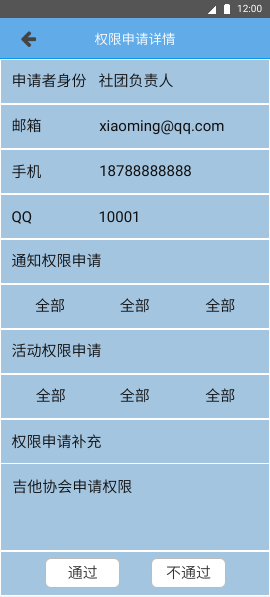 12:00
权限申请详情
申请者身份 社团负责人
邮箱 xiaoming@qq.com
手机 18788888888
QQ 10001
通知权限申请
全部 全部 全部
活动权限申请
全部 全部 全部
权限申请补充
吉他协会申请权限
通过 不通过